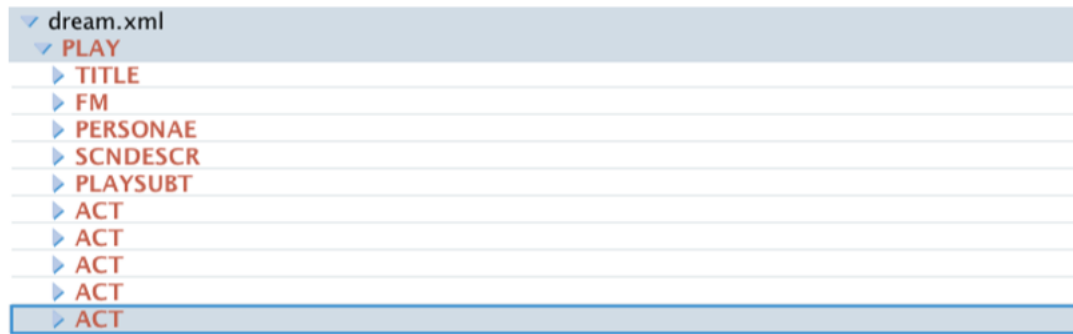 dream.xml
PLAY
TITLE
FM
PERSONAE
SCNDESCR
PLAYSUBT
ACT
ACT
ACT
ACT
ACT